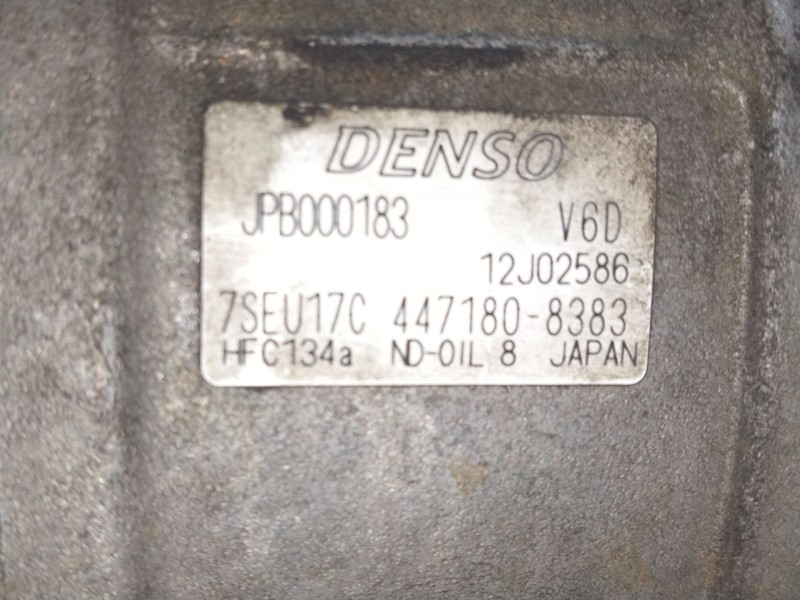 DENSO
JPB000183 V6D
12J02586
7SEU17C 447180-8383
HFC134a ND-OIL 8 JAPAN